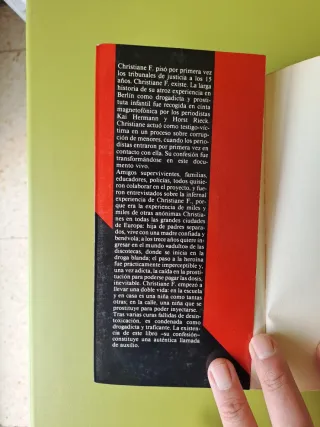 Christiane F. pisó por primera vez
los tribunales de justicia a los 15
años. Christiane F. existe. La larga
historia de su atroz experiencia en
Berlín como drogadicta y prosti-
tuta infantil fue recogida en cinta
magnetofónica por los periodistas
Kai Hermann y Horst Rieck.
Christiane actuó como testigo-víc-
tima en un proceso sobre corrup-
ción de menores, cuando los perio-
distas entraron por primera vez en
contacto con ella. Su confesión fue
transformándose en este docu-
mento vivo.
Amigos supervivientes, familias,
educadores, policías, todos quisie-
ron colaborar en el proyecto, y fue-
ron entrevistados sobre la infernal
experiencia de Christiane F., por-
que era la experiencia de miles y
miles de otras anónimas Christia-
nes en todas las grandes ciudades
de Europa: hija de padres separa-
dos, vive con una madre confiada y
benévola; a los trece años quiere in-
gresar en el mundo «adulto» de las
discotecas, donde se inicia en la
droga blanda; el paso a la heroína
fue prácticamente imperceptible y,
una vez adicta, la caída en la prosti-
tución para poderse pagar las dosis,
inevitable. Christiane F. empezó a
llevar una doble vida: en la escuela
y en casa es una niña como tantas
otras; en la calle, una niña que se
prostituye para poder inyectarse.
Tras varias curas fallidas de desin-
toxicación, es condenada como
drogadicta y traficante. La existen-
cia de este libro «su confesión»
constituye una auténtica llamada
de auxilio.